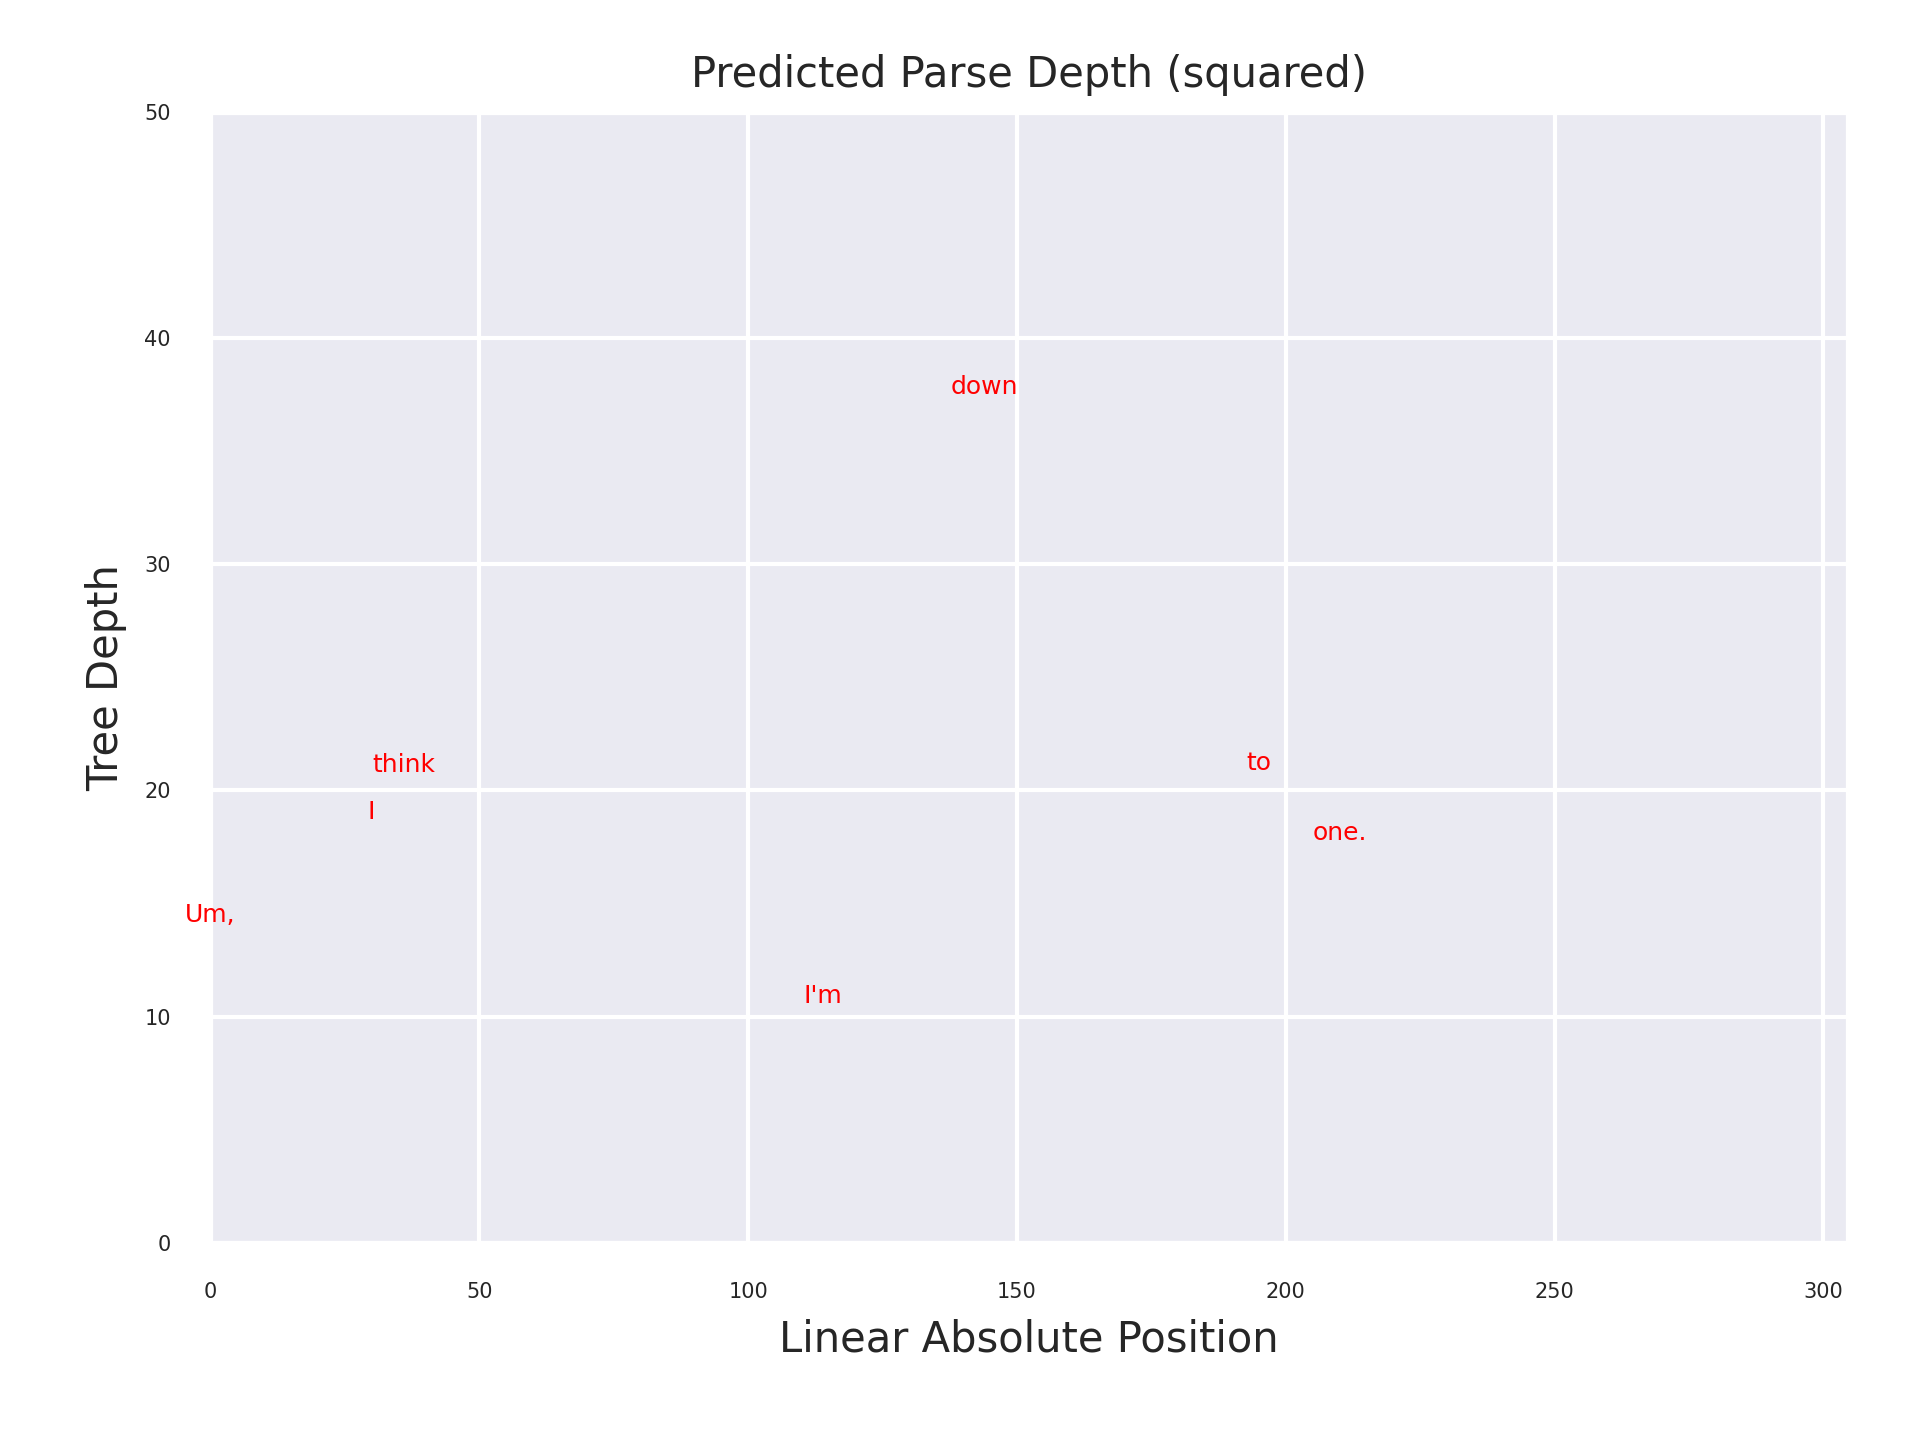 Predicted Parse Depth (squared)
50
40
down
30
Tree Depth
think
to
20
I
one.
Um,
I'm
10
0
0 50 100 150 200 250 300
Linear Absolute Position